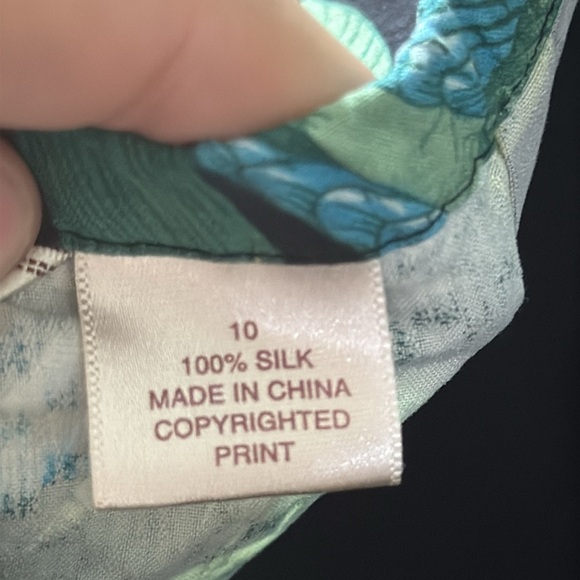 10
100% SILK
MADE IN CHINA
COPYRIGHTED
PRINT